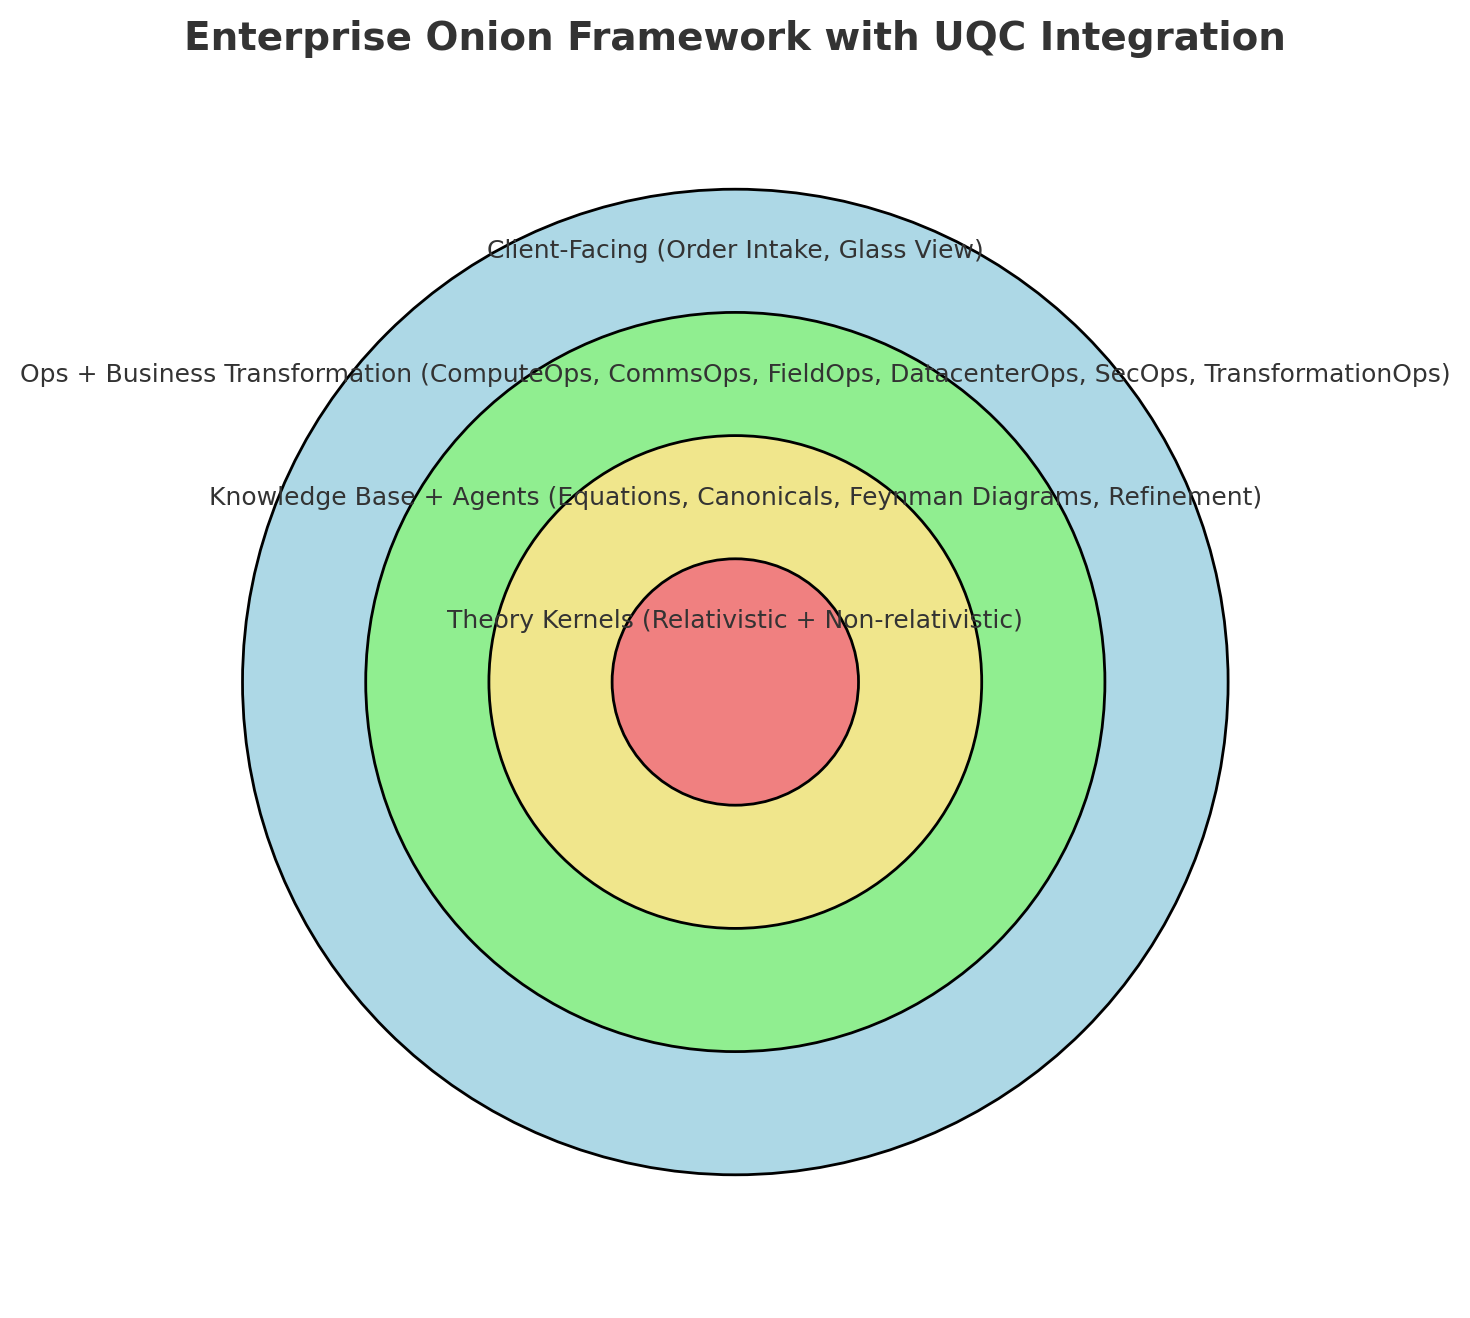 Enterprise Onion Framework with UQC Integration
Client-Facing (Order Intake, Glass View)
Ops + Business Transformation (ComputeOps, CommsOps, FieldOps, DatacenterOps, SecOps, TransformationOps)
Knowledge Base + Agents (Equations, Canonicals, Feynman Diagrams, Refinement)
Theory Kernels (Relativistic + Non-relativistic)